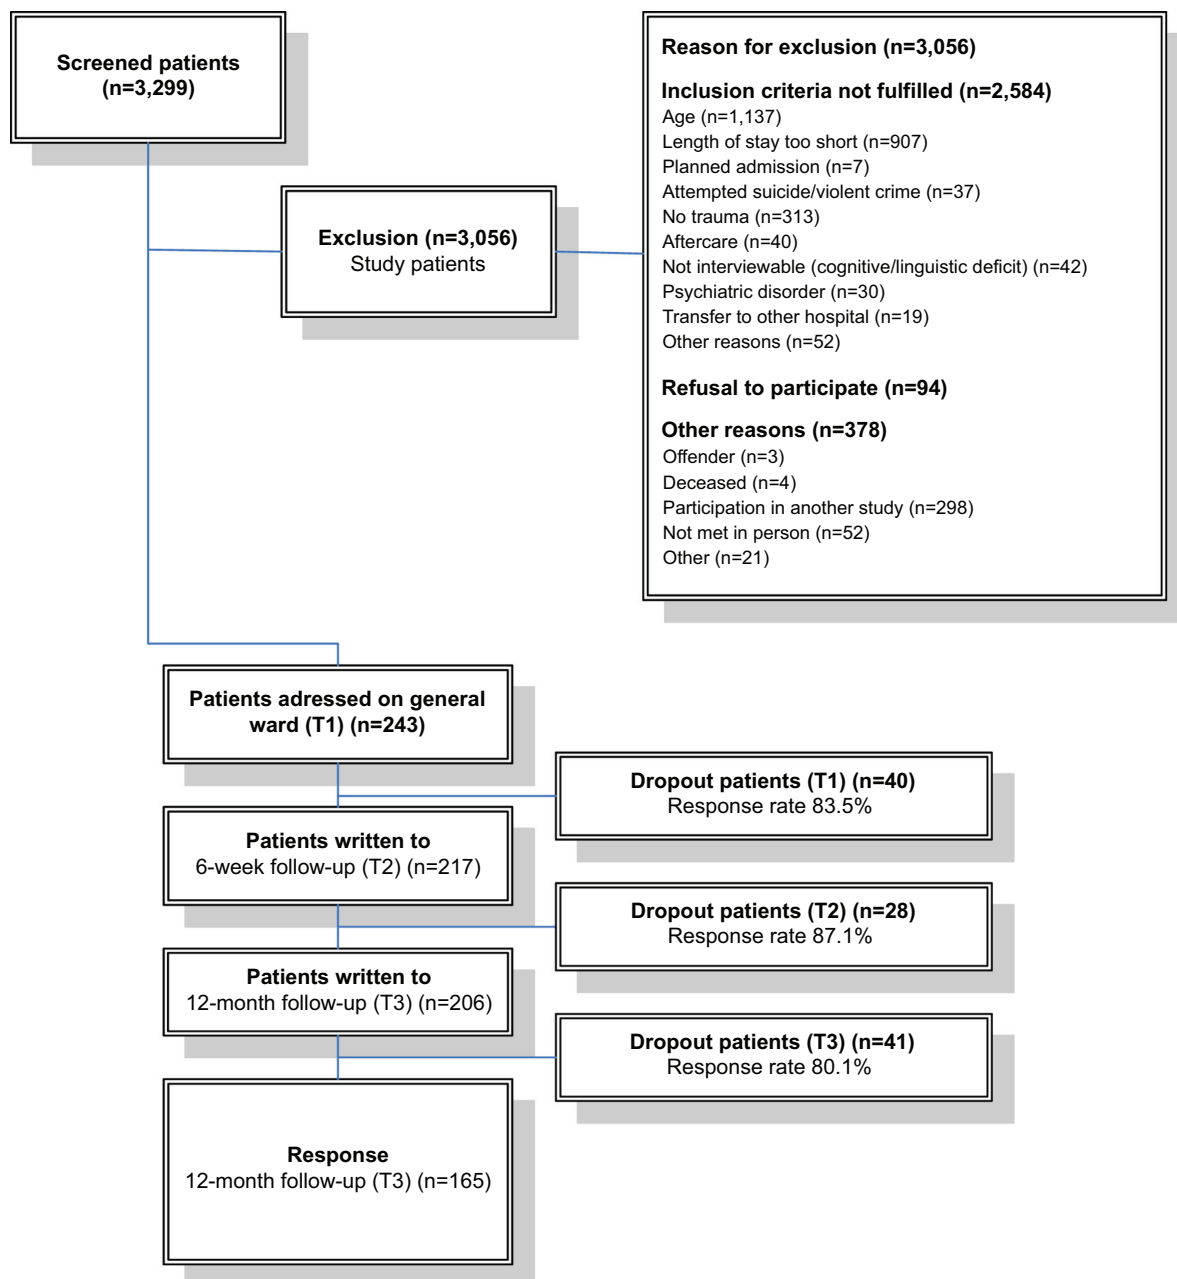 Screened patients
(n=3,299)
Exclusion (n=3,056)
Study patients
Reason for exclusion (n=3,056)
Inclusion criteria not fulfilled (n=2,584)
Age (n=1,137)
Length of stay too short (n=907)
Planned admission (n=7)
Attempted suicide/violent crime (n=37)
No trauma (n=313)
Aftercare (n=40)
Not interviewable (cognitive/linguistic deficit) (n=42)
Psychiatric disorder (n=30)
Transfer to other hospital (n=19)
Other reasons (n=52)
Refusal to participate (n=94)
Other reasons (n=378)
Offender (n=3)
Deceased (n=4)
Participation in another study (n=298)
Not met in person (n=52)
Other (n=21)
Patients adressed on general
ward (T1) (n=243)
Dropout patients (T1) (n=40)
Response rate 83.5%
Patients written to
6-week follow-up (T2) (n=217)
Dropout patients (T2) (n=28)
Response rate 87.1%
Patients written to
12-month follow-up (T3) (n=206)
Dropout patients (T3) (n=41)
Response rate 80.1%
Response
12-month follow-up (T3) (n=165)